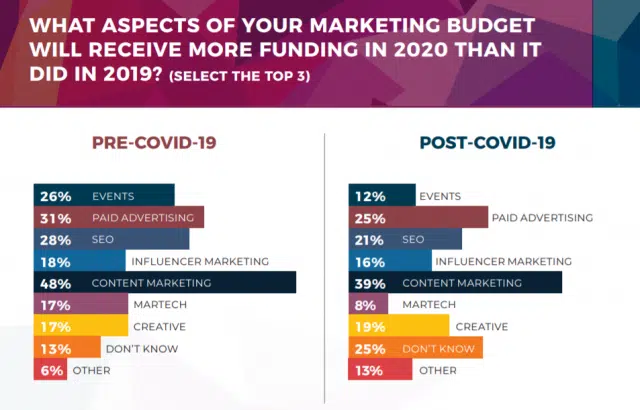 WHAT ASPECTS OF YOUR MARKETING BUDGET
WILL RECEIVE MORE FUNDING IN 2020 THAN IT
DID IN 2019? (SELECT THE TOP 3)
PRE-COVID-19
26% EVENTS
31% PAID ADVERTISING
28% SEO
18% INFLUENCER MARKETING
48% CONTENT MARKETING
17% MARTECH
17% CREATIVE
13% DON'T KNOW
6% OTHER
POST-COVID-19
12% EVENTS
25% PAID ADVERTISING
21% SEO
16% INFLUENCER MARKETING
39% CONTENT MARKETING
8% MARTECH
19% CREATIVE
25% DON'T KNOW
13% OTHER